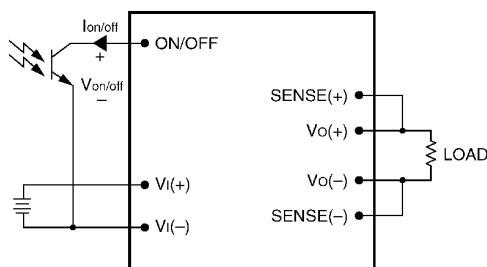 Ion/off
+
ON/OFF
Von/off
–
SENSE(+)
VO(+)
LOAD
VO(–)
VI(+)
SENSE(–)
VI(–)